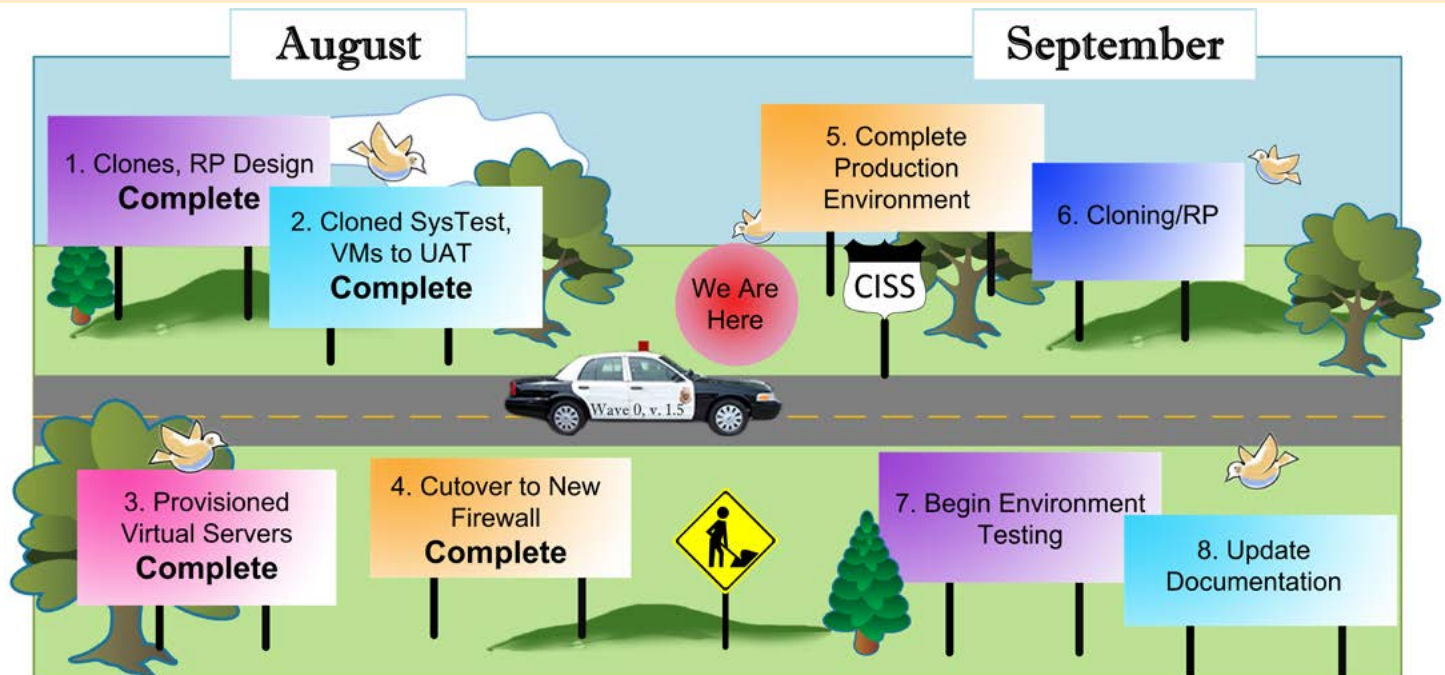 August
September
1. Clones, RP Design
Complete
2. Cloned SysTest,
VMs to UAT
Complete
We Are
Here
5. Complete
Production
Environment
CISS
6. Cloning/RP
Wave 0, v. 1.5
3. Provisioned
Virtual Servers
Complete
4. Cutover to New
Firewall
Complete
7. Begin Environment
Testing
8. Update
Documentation